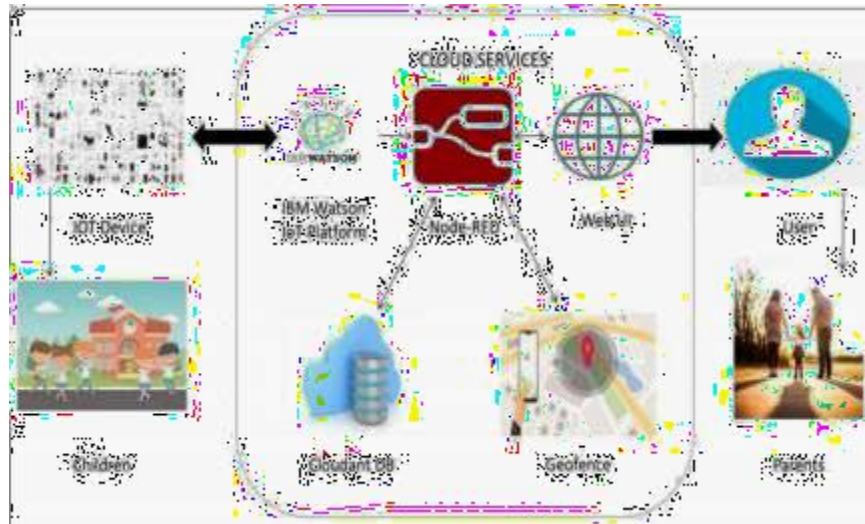 CLOUD SERVICES
WATSON
IOT Device
IBM Watson
IoT Platform
Node-RED
Web UI
User
Children
Cloudant DB
Geofence
Parents